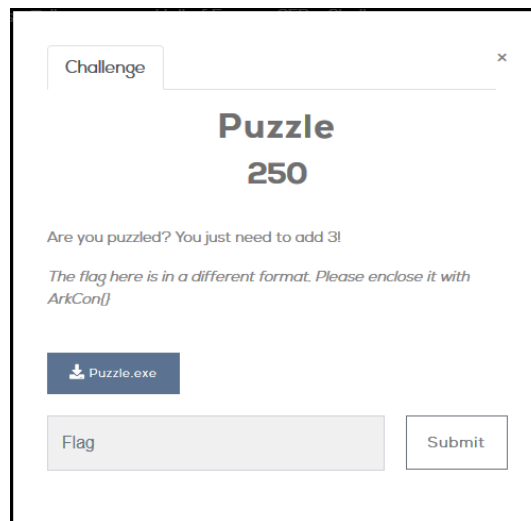 Challenge
×
Puzzle
250
Are you puzzled? You just need to add 3!
The flag here is in a different format. Please enclose it with
ArkCon{}
Puzzle.exe
Flag
Submit